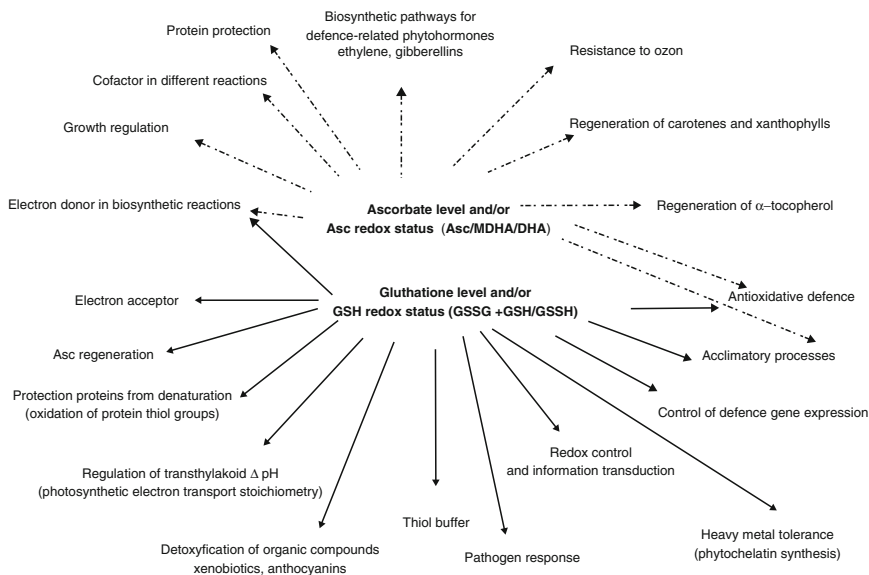 Biosynthetic pathways for
defence-related phytohormones
ethylene, gibberellins
Protein protection
Resistance to ozon
Cofactor in different reactions
Growth regulation
Regeneration of carotenes and xanthophylls
Electron donor in biosynthetic reactions
Ascorbate level and/or
Asc redox status (Asc/MDHA/DHA)
Regeneration of α–tocopherol
Gluthatione level and/or
GSH redox status (GSSG +GSH/GSSH)
Electron acceptor
Antioxidative defence
Asc regeneration
Acclimatory processes
Protection proteins from denaturation
(oxidation of protein thiol groups)
Control of defence gene expression
Redox control
and information transduction
Regulation of transthylakoid Δ pH
(photosynthetic electron transport stoichiometry)
Thiol buffer
Heavy metal tolerance
(phytochelatin synthesis)
Detoxyfication of organic compounds
xenobiotics, anthocyanins
Pathogen response